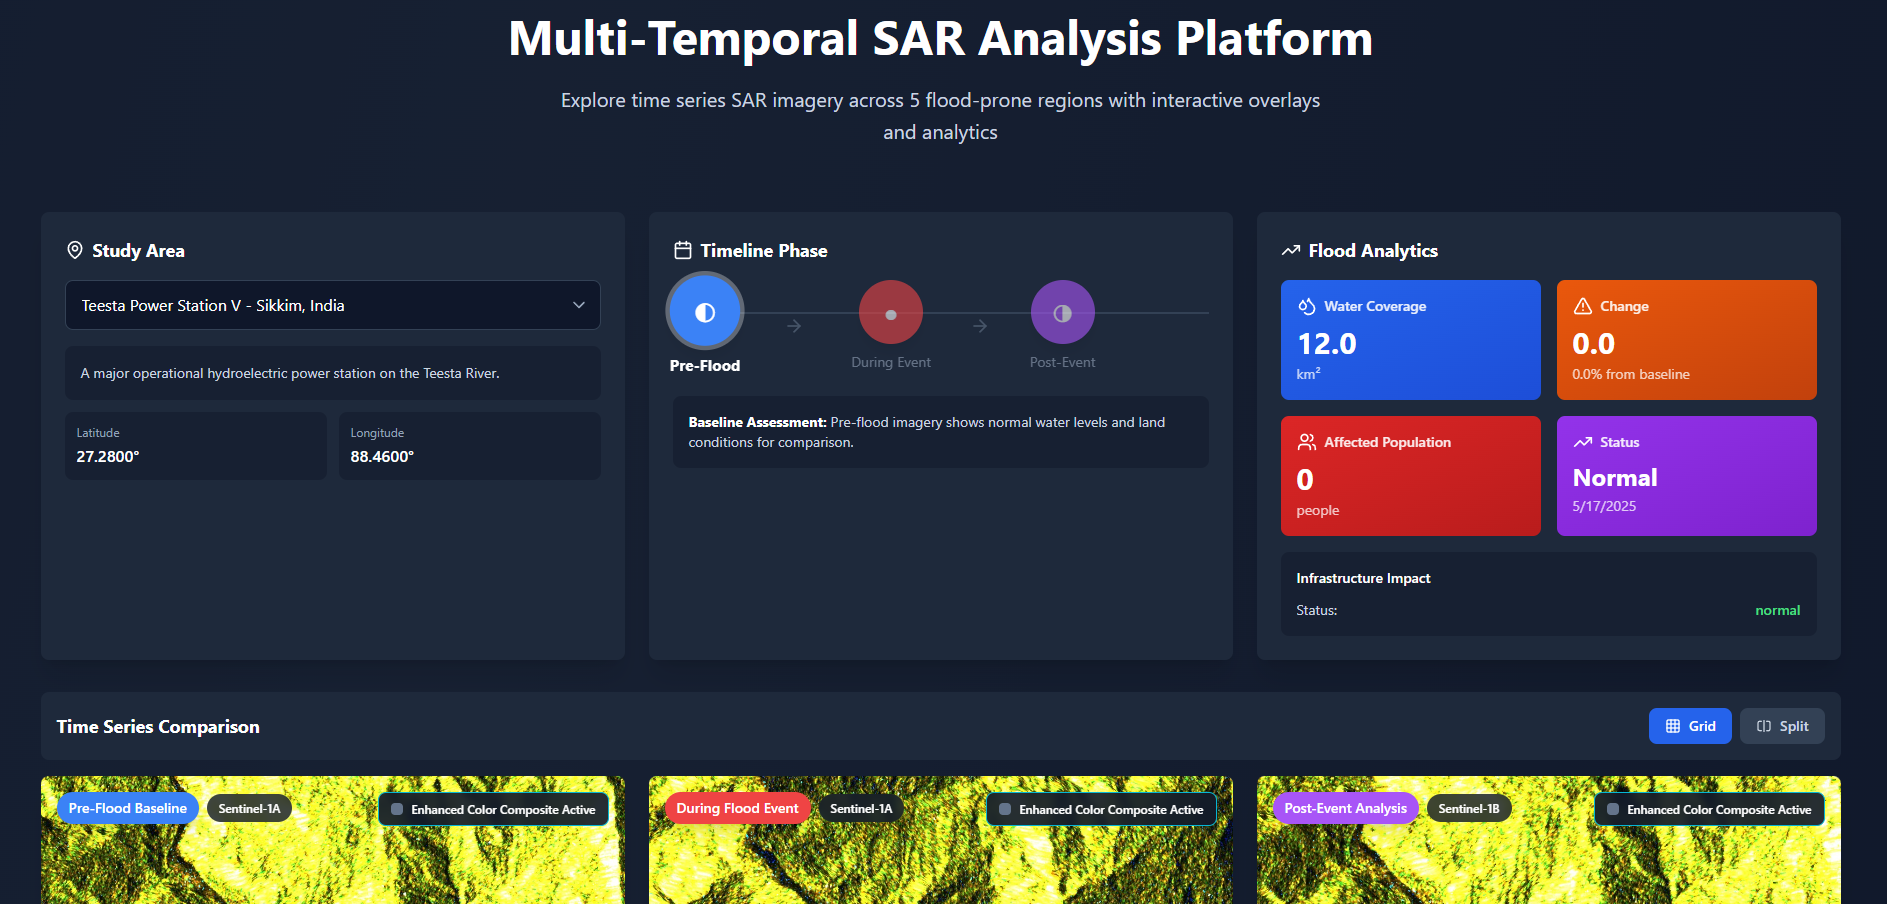 Multi-Temporal SAR Analysis Platform
Explore time series SAR imagery across 5 flood-prone regions with interactive overlays
and analytics
Study Area
Teesta Power Station V - Sikkim, India
A major operational hydroelectric power station on the Teesta River.
Latitude
27.2800°
Longitude
88.4600°
Timeline Phase
Pre-Flood
During Event
Post-Event
Baseline Assessment: Pre-flood imagery shows normal water levels and land
conditions for comparison.
Flood Analytics
Water Coverage
12.0
km²
Change
0.0
0.0% from baseline
Affected Population
0
people
Status
Normal
5/17/2025
Infrastructure Impact
Status:
normal
Time Series Comparison
Grid
Split
Pre-Flood Baseline
Sentinel-1A
Enhanced Color Composite Active
During Flood Event
Sentinel-1A
Enhanced Color Composite Active
Post-Event Analysis
Sentinel-1B
Enhanced Color Composite Active